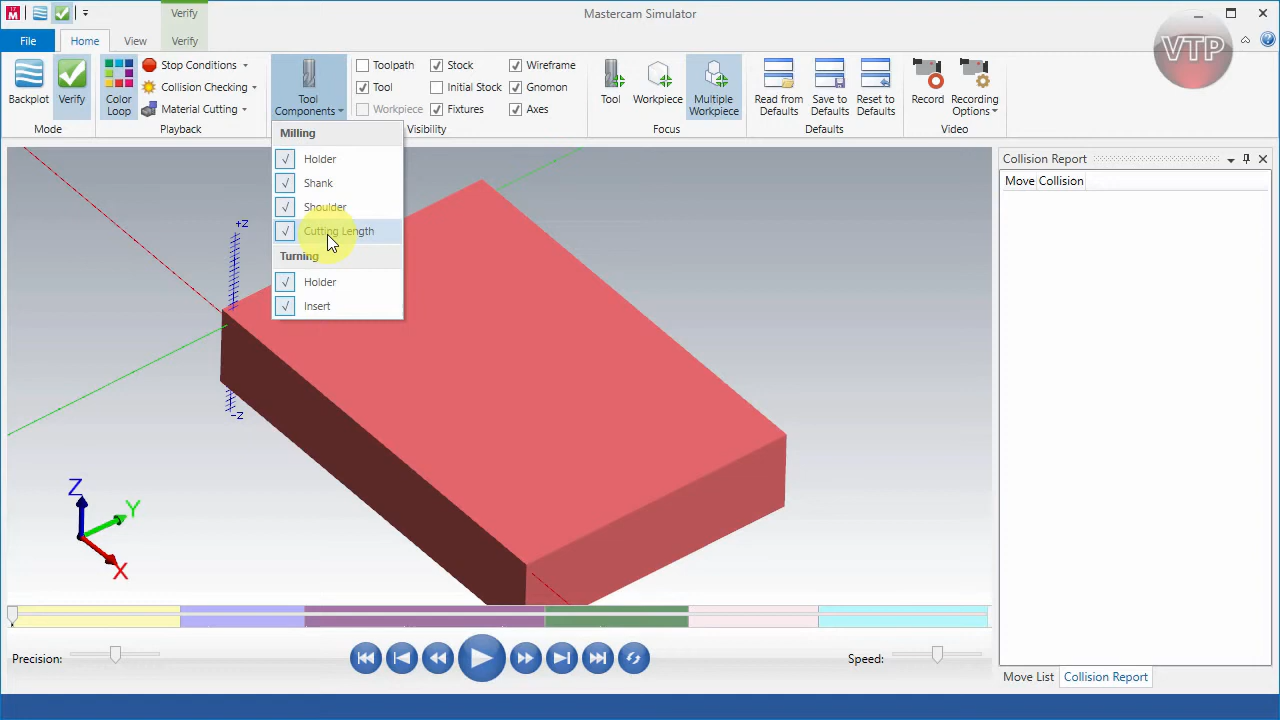 Verify
Mastercam Simulator
File
Home
View
Verify
VTP
Backplot
Verify
Mode
Color Loop
Stop Conditions
Collision Checking
Material Cutting
Playback
Tool Components
Toolpath
Tool
Workpiece
Stock
Initial Stock
Fixtures
Wireframe
Gnomon
Axes
Visibility
Tool
Workpiece
Multiple Workpiece
Focus
Read from Defaults
Save to Defaults
Reset to Defaults
Defaults
Record
Recording Options
Video
Milling
Holder
Shank
Shoulder
Cutting Length
Turning
Holder
Insert
+Z
-Z
Z
Y
X
Collision Report
Move
Collision
Precision:
Speed:
Move List
Collision Report